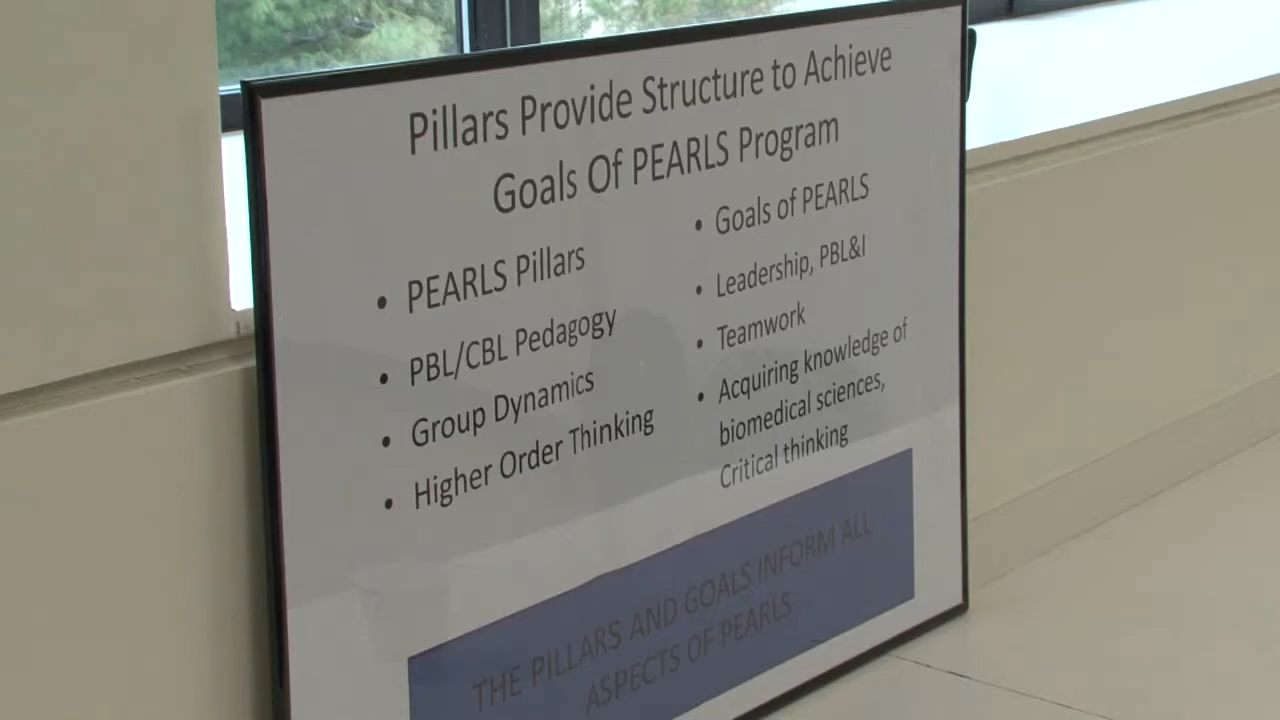 Pillars Provide Structure to Achieve
Goals Of PEARLS Program
• PEARLS Pillars
• PBL/CBL Pedagogy
• Group Dynamics
• Higher Order Thinking
• Goals of PEARLS
• Leadership, PBL&I
• Teamwork
• Acquiring knowledge of
biomedical sciences,
Critical thinking
THE PILLARS AND GOALS INFORM ALL
ASPECTS OF PEARLS